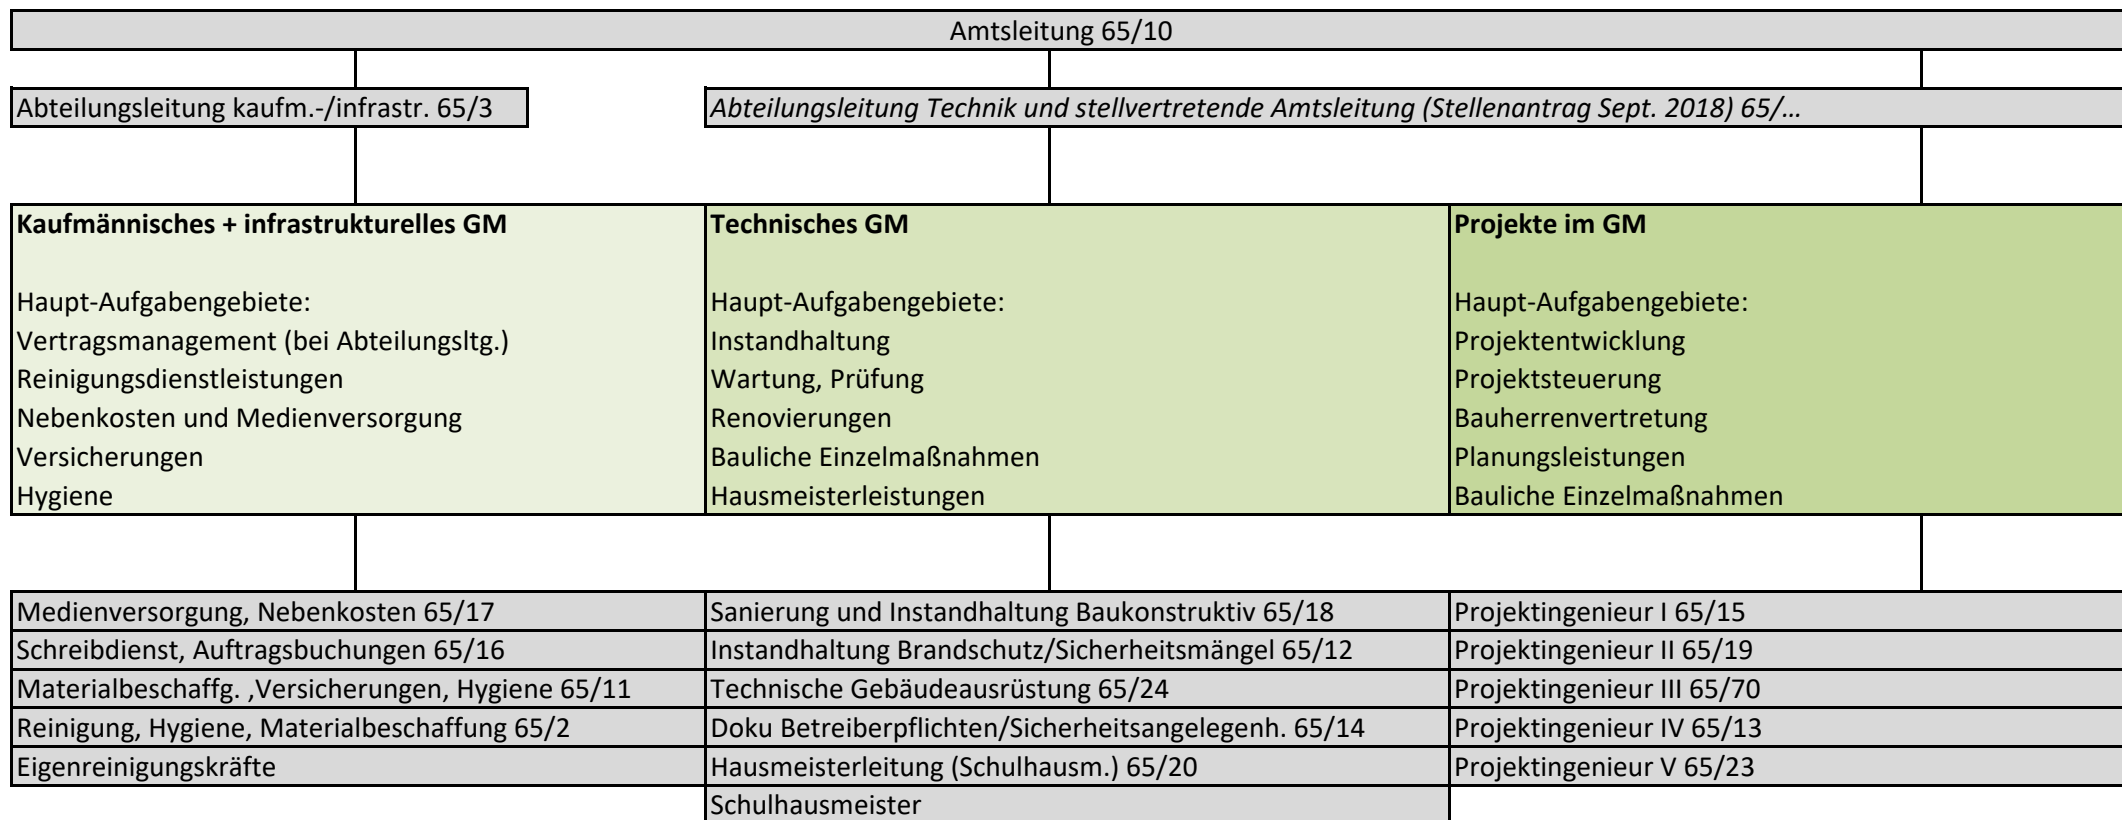 Amtsleitung 65/10
Abteilungsleitung kaufm.-/infrastr. 65/3
Abteilungsleitung Technik und stellvertretende Amtsleitung (Stellenantrag Sept. 2018) 65/…
Kaufmännisches + infrastrukturelles GM
Haupt-Aufgabengebiete:
Vertragsmanagement (bei Abteilungsltg.)
Reinigungsdienstleistungen
Nebenkosten und Medienversorgung
Versicherungen
Hygiene
Technisches GM
Haupt-Aufgabengebiete:
Instandhaltung
Wartung, Prüfung
Renovierungen
Bauliche Einzelmaßnahmen
Hausmeisterleistungen
Projekte im GM
Haupt-Aufgabengebiete:
Projektentwicklung
Projektsteuerung
Bauherrenvertretung
Planungsleistungen
Bauliche Einzelmaßnahmen
Medienversorgung, Nebenkosten 65/17
Schreibdienst, Auftragsbuchungen 65/16
Materialbeschaffg. ,Versicherungen, Hygiene 65/11
Reinigung, Hygiene, Materialbeschaffung 65/2
Eigenreinigungskräfte
Sanierung und Instandhaltung Baukonstruktiv 65/18
Instandhaltung Brandschutz/Sicherheitsmängel 65/12
Technische Gebäudeausrüstung 65/24
Doku Betreiberpflichten/Sicherheitsangelegenh. 65/14
Hausmeisterleitung (Schulhausm.) 65/20
Schulhausmeister
Projektingenieur I 65/15
Projektingenieur II 65/19
Projektingenieur III 65/70
Projektingenieur IV 65/13
Projektingenieur V 65/23